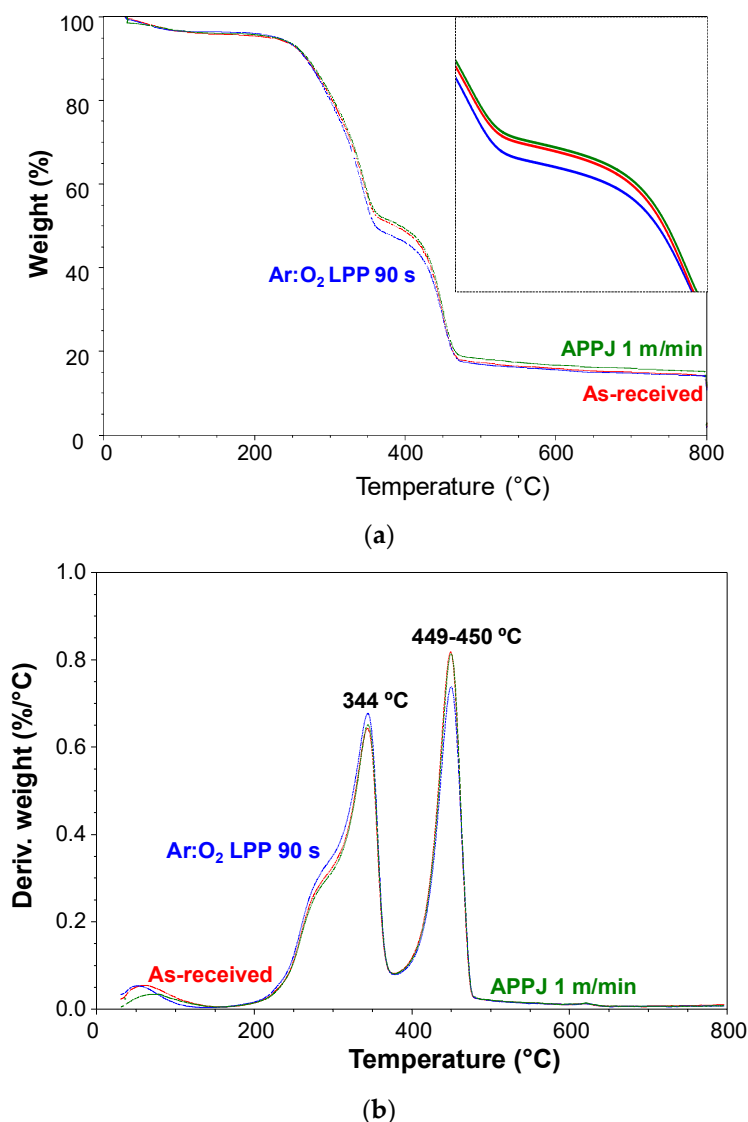 100
80
60
40
20
0
Weight (%)
Ar:O₂ LPP 90 s
APPJ 1 m/min
As-received
0
200
400
600
800
Temperature (°C)
(a)
1.0
0.8
0.6
0.4
0.2
0.0
Deriv. weight (%/°C)
449-450 ºC
344 ºC
Ar:O₂ LPP 90 s
As-received
APPJ 1 m/min
0
200
400
600
800
Temperature (°C)
(b)